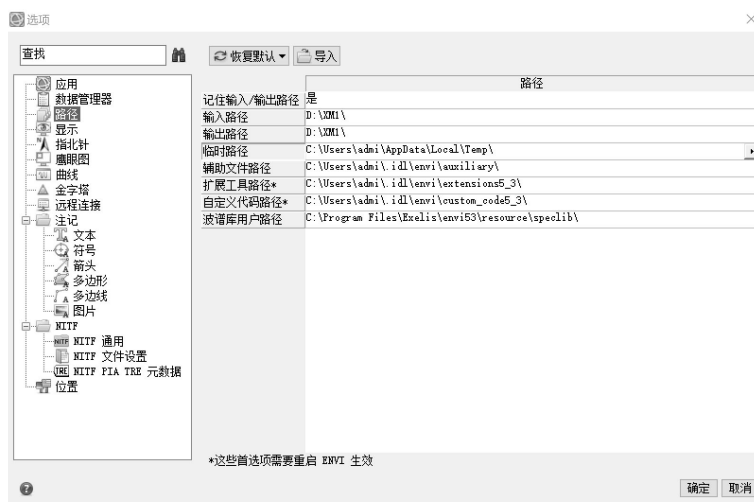 选项
查找
恢复默认
导入
应用
数据管理器
路径
显示
指北针
鹰眼图
曲线
金字塔
远程连接
注记
文本
符号
箭头
多边形
多边线
图片
NITF
NITF NITF 通用
NITF 文件设置
TRE NITF PIA TRE 元数据
位置
路径
记住输入/输出路径 是
输入路径 D:\XM1\
输出路径 D:\XM1\
临时路径 C:\Users\admi\AppData\Local\Temp\
辅助文件路径 C:\Users\admi\.idl\envi\auxiliary\
扩展工具路径* C:\Users\admi\.idl\envi\extensions5_3\
自定义代码路径* C:\Users\admi\.idl\envi\custom_code5_3\
波谱库用户路径 C:\Program Files\Exelis\envi53\resource\speclib\
*这些首选项需要重启 ENVI 生效
确定 取消